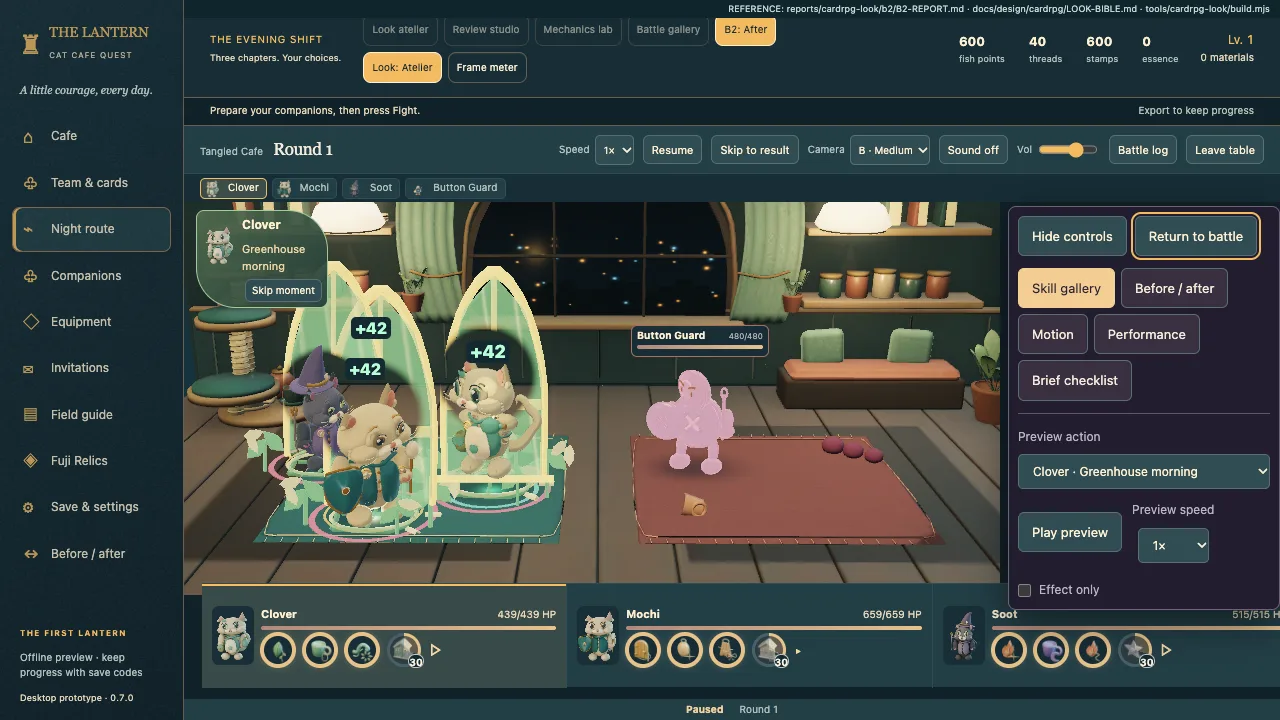 REFERENCE: reports/cardrpg-look/b2/B2-REPORT.md · docs/design/cardrpg/LOOK-BIBLE.md · tools/cardrpg-look/build.mjs
THE LANTERN
CAT CAFE QUEST
A little courage, every day.
Cafe
Team & cards
Night route
Companions
Equipment
Invitations
Field guide
Fuji Relics
Save & settings
Before / after
THE FIRST LANTERN
Offline preview · keep
progress with save codes
Desktop prototype · 0.7.0
THE EVENING SHIFT
Three chapters. Your choices.
Look atelier
Review studio
Mechanics lab
Battle gallery
B2: After
Look: Atelier
Frame meter
600
fish points
40
threads
600
stamps
0
essence
Lv. 1
0 materials
Prepare your companions, then press Fight.
Export to keep progress
Tangled Cafe
Round 1
Speed
1×
Resume
Skip to result
Camera
B · Medium
Sound off
Vol
Battle log
Leave table
Clover
Mochi
Soot
Button Guard
Clover
Greenhouse
morning
Skip moment
+42
+42
+42
Button Guard 480/480
Hide controls
Return to battle
Skill gallery
Before / after
Motion
Performance
Brief checklist
Preview action
Clover · Greenhouse morning
Play preview
Preview speed
1×
Effect only
Clover 439/439 HP
30
Mochi 659/659 HP
30
Soot 515/515 H
30
Paused Round 1